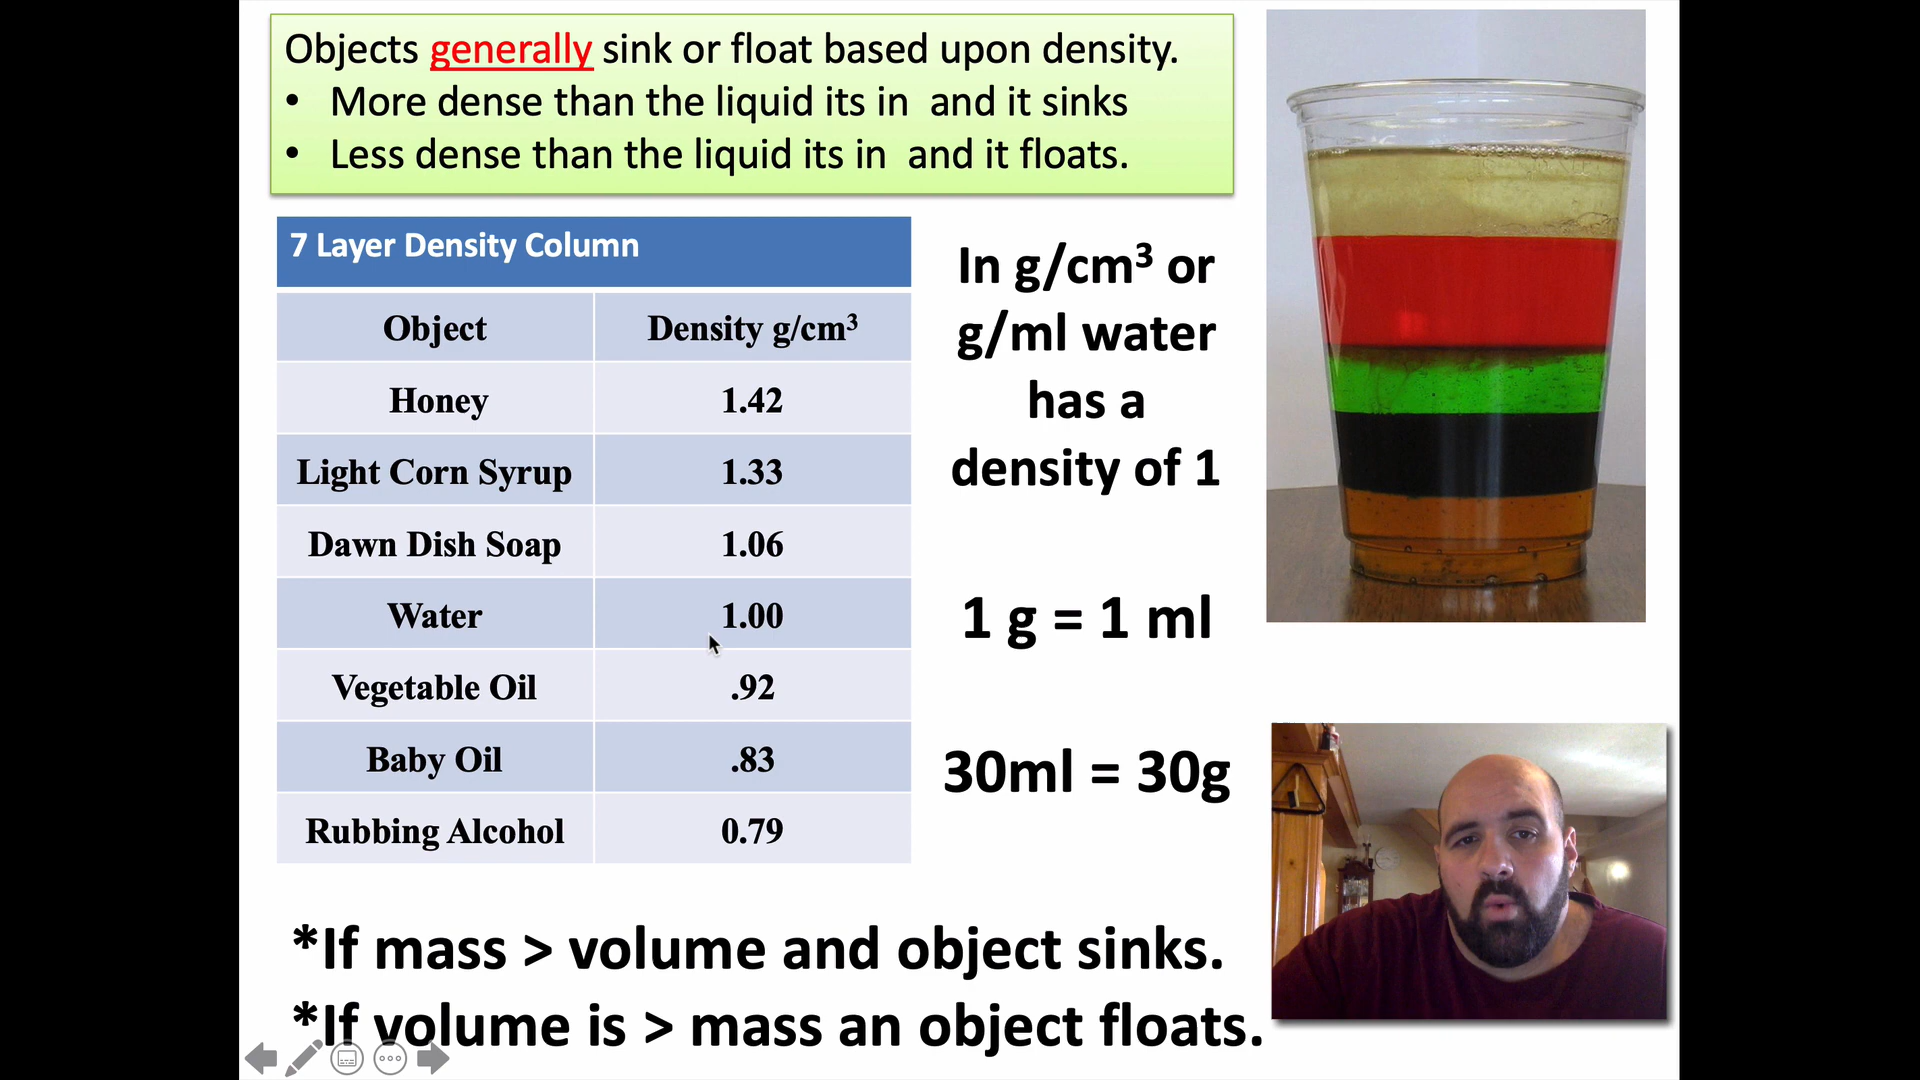 Objects generally sink or float based upon density.
• More dense than the liquid its in and it sinks
• Less dense than the liquid its in and it floats.
7 Layer Density Column
Object Density g/cm³
Honey 1.42
Light Corn Syrup 1.33
Dawn Dish Soap 1.06
Water 1.00
Vegetable Oil .92
Baby Oil .83
Rubbing Alcohol 0.79
In g/cm³ or
g/ml water
has a
density of 1
1 g = 1 ml
30ml = 30g
*If mass > volume and object sinks.
*If volume is > mass an object floats.